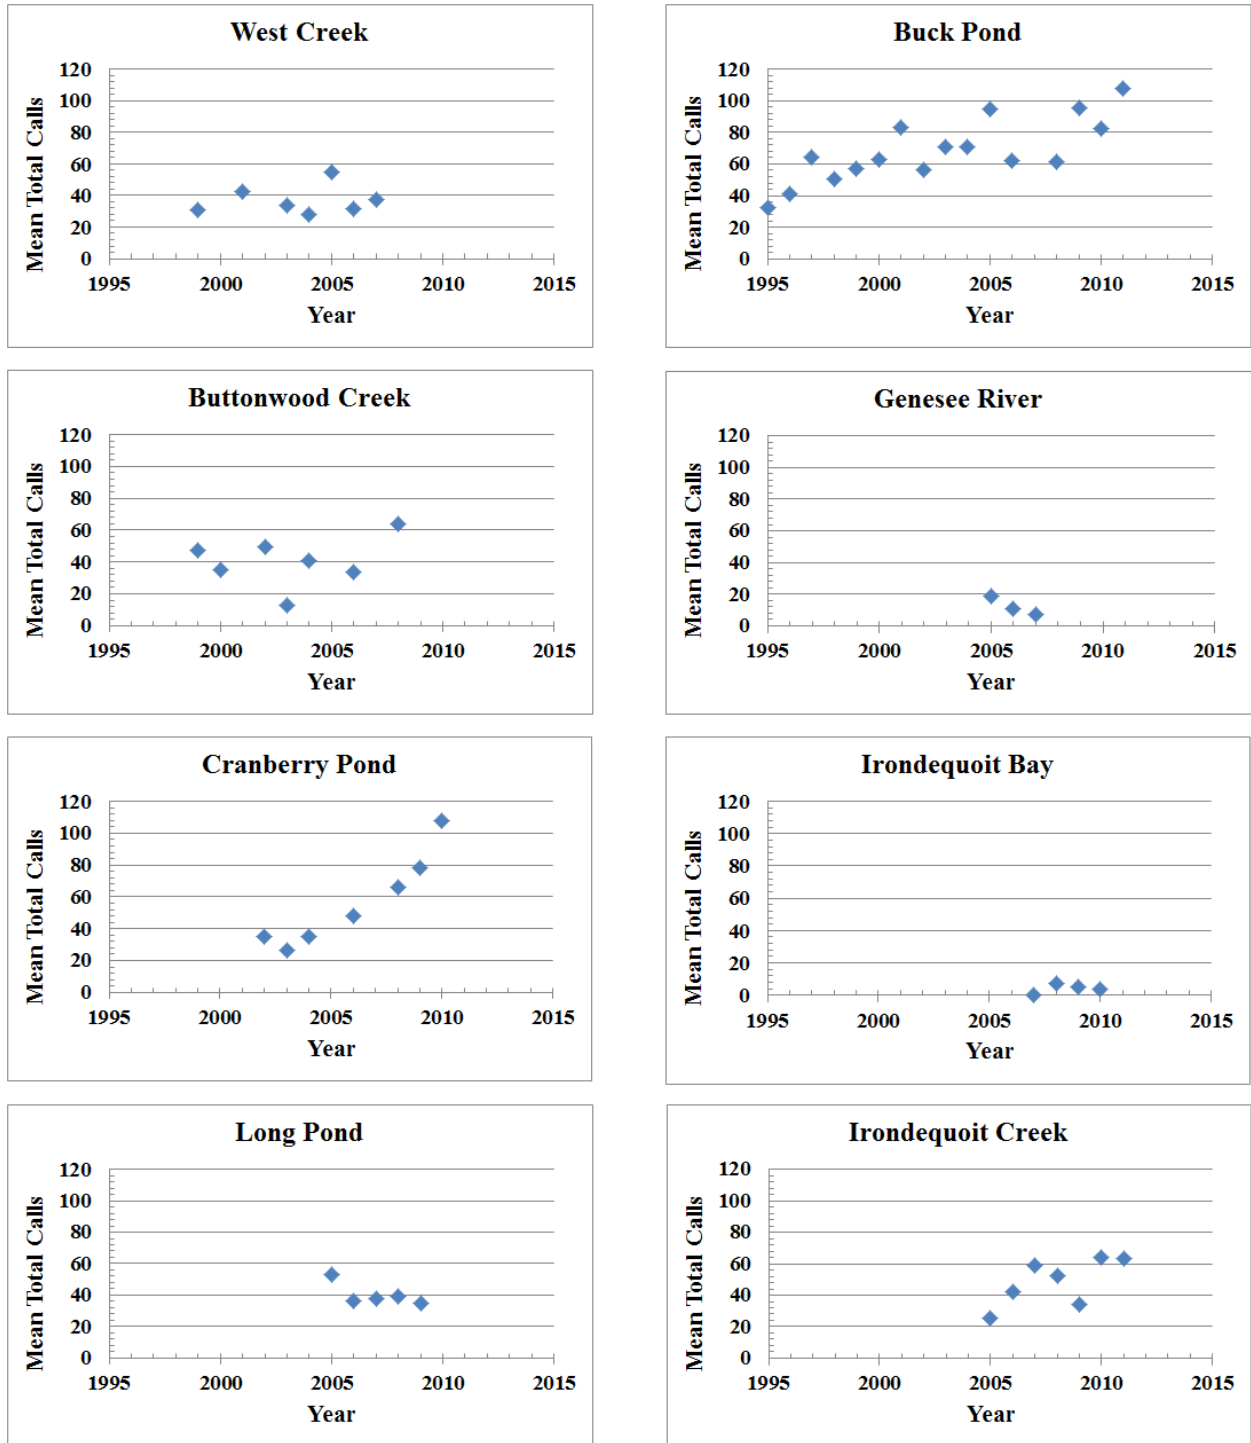 West Creek
Mean Total Calls
120
100
80
60
40
20
0
1995 2000 2005 2010 2015
Year
Buck Pond
Mean Total Calls
120
100
80
60
40
20
0
1995 2000 2005 2010 2015
Year
Buttonwood Creek
Mean Total Calls
120
100
80
60
40
20
0
1995 2000 2005 2010 2015
Year
Genesee River
Mean Total Calls
120
100
80
60
40
20
0
1995 2000 2005 2010 2015
Year
Cranberry Pond
Mean Total Calls
120
100
80
60
40
20
0
1995 2000 2005 2010 2015
Year
Irondequoit Bay
Mean Total Calls
120
100
80
60
40
20
0
1995 2000 2005 2010 2015
Year
Long Pond
Mean Total Calls
120
100
80
60
40
20
0
1995 2000 2005 2010 2015
Year
Irondequoit Creek
Mean Total Calls
120
100
80
60
40
20
0
1995 2000 2005 2010 2015
Year